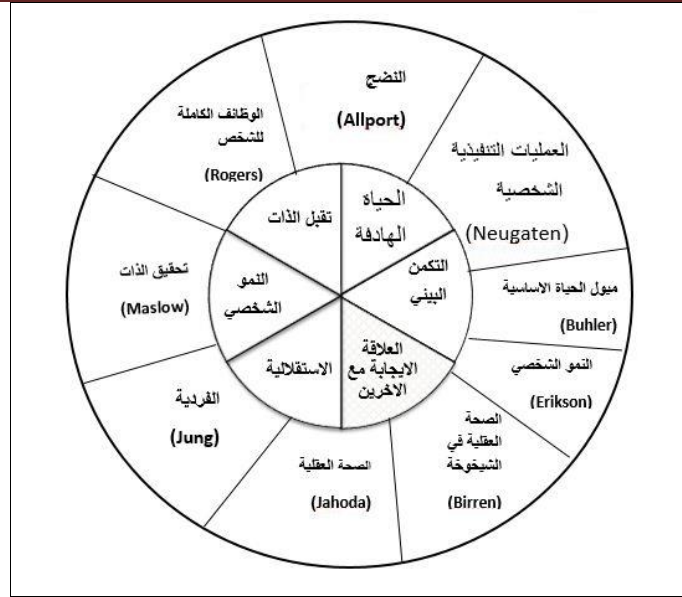 النضج
(Allport)
العمليات التنفيذية
الشخصية
(Neugaten)
ميول الحياة الاساسية
(Buhler)
النمو الشخصي
(Erikson)
الصحة
العقلية في
الشيخوخة
(Birren)
الصحة العقلية
(Jahoda)
الفردية
(Jung)
تحقيق الذات
(Maslow)
الوظائف الكاملة
للشخص
(Rogers)
الحياة
الهادفة
التكمن
البيئي
العلاقة
الايجابة مع
الاخرين
الاستقلالية
النمو
الشخصي
تقبل الذات